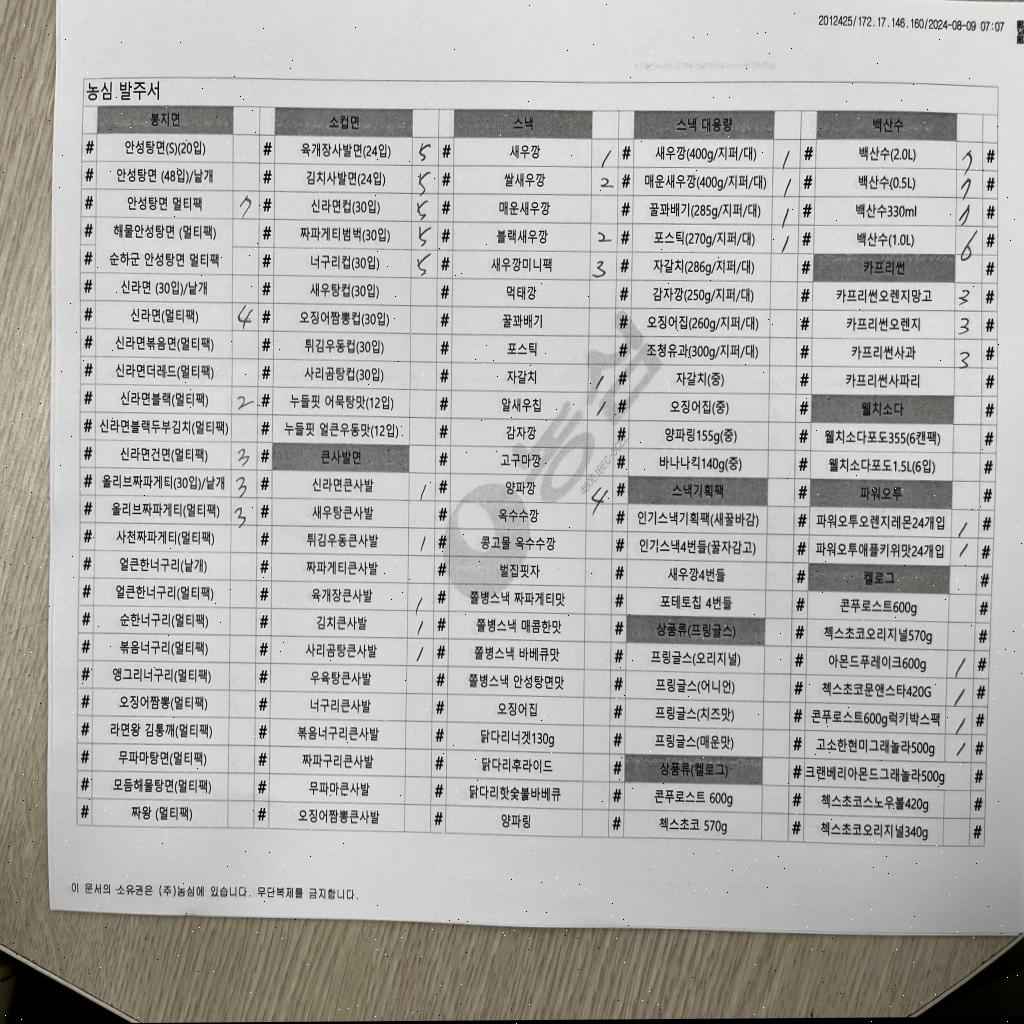 2012425/172.17.146.160/2024-08-09 07:07
농심 발주서
봉지면 소컵면 스낵 스낵 대용량 백산수
# 안성탕면(S)(20입) # 육개장사발면(24입) 5 # 새우깡 1 # 새우깡(400g/지퍼/대) 1 # 백산수(2.0L) 7 #
# 안성탕면 (48입)/낱개 # 김치사발면(24입) 5 # 쌀새우깡 2 # 매운새우깡(400g/지퍼/대) 1 # 백산수(0.5L) 7 #
# 안성탕면 멀티팩 7 # 신라면컵(30입) 5 # 매운새우깡 # 꿀꽈배기(285g/지퍼/대) 1 # 백산수330ml 7 #
# 해물안성탕면 (멀티팩) # 짜파게티범벅(30입) 5 # 블랙새우깡 2 # 포스틱(270g/지퍼/대) 1 # 백산수(1.0L) 6 #
# 순하군 안성탕면 멀티팩 # 너구리컵(30입) 5 # 새우깡미니팩 3 # 자갈치(286g/지퍼/대) # 카프리썬 #
# 신라면 (30입)/낱개 # 새우탕컵(30입) # 먹태깡 # 감자깡(250g/지퍼/대) # 카프리썬오렌지망고 3 #
# 신라면(멀티팩) 4 # 오징어짬뽕컵(30입) # 꿀꽈배기 # 오징어집(260g/지퍼/대) # 카프리썬오렌지 3 #
# 신라면볶음면(멀티팩) # 튀김우동컵(30입) # 포스틱 # 조청유과(300g/지퍼/대) # 카프리썬사과 3 #
# 신라면더레드(멀티팩) # 사리곰탕컵(30입) # 자갈치 1 # 자갈치(중) # 카프리썬사파리 #
# 신라면블랙(멀티팩) 2 # 누들핏 어묵탕맛(12입) # 알새우칩 1 # 오징어집(중) # 웰치소다 #
# 신라면블랙두부김치(멀티팩) # 누들핏 얼큰우동맛(12입) # 감자깡 # 양파링155g(중) # 웰치소다포도355(6캔팩) #
# 신라면건면(멀티팩) 3 # 큰사발면 # 고구마깡 # 바나나킥140g(중) # 웰치소다포도1.5L(6입) #
# 올리브짜파게티(30입)/낱개 3 # 신라면큰사발 1 # 양파깡 4 # 스낵기획팩 # 파워오투 #
# 올리브짜파게티(멀티팩) 3 # 새우탕큰사발 # 옥수수깡 # 인기스낵기획팩(새꿀바감) # 파워오투오렌지레몬24개입 1 #
# 사천짜파게티(멀티팩) # 튀김우동큰사발 1 # 콩고물 옥수수깡 # 인기스낵4번들(꿀자감고) # 파워오투애플키위맛24개입 1 #
# 얼큰한너구리(낱개) # 짜파게티큰사발 # 벌집핏자 # 새우깡4번들 # 켈로그 #
# 얼큰한너구리(멀티팩) # 육개장큰사발 1 # 쫄병스낵 짜파게티맛 # 포테토칩 4번들 # 콘푸로스트600g #
# 순한너구리(멀티팩) # 김치큰사발 1 # 쫄병스낵 매콤한맛 # 상품류(프링글스) # 첵스초코오리지널570g #
# 볶음너구리(멀티팩) # 사리곰탕큰사발 1 # 쫄병스낵 바베큐맛 # 프링글스(오리지널) # 아몬드푸레이크600g 1 #
# 앵그리너구리(멀티팩) # 우육탕큰사발 # 쫄병스낵 안성탕면맛 # 프링글스(어니언) # 첵스초코문앤스타420G 1 #
# 오징어짬뽕(멀티팩) # 너구리큰사발 # 오징어집 # 프링글스(치즈맛) # 콘푸로스트600g럭키박스팩 1 #
# 라면왕 김통깨(멀티팩) # 볶음너구리큰사발 # 닭다리너겟130g # 프링글스(매운맛) # 고소한현미그래놀라500g 1 #
# 무파마탕면(멀티팩) # 짜파구리큰사발 # 닭다리후라이드 # 상품류(켈로그) # 크랜베리아몬드그래놀라500g #
# 모듬해물탕면(멀티팩) # 무파마큰사발 # 닭다리핫숯불바베큐 # 콘푸로스트 600g # 첵스초코스노우볼420g #
# 짜왕 (멀티팩) # 오징어짬뽕큰사발 # 양파링 # 첵스초코 570g # 첵스초코오리지널340g #
이 문서의 소유권은 (주)농심에 있습니다. 무단복제를 금지합니다.